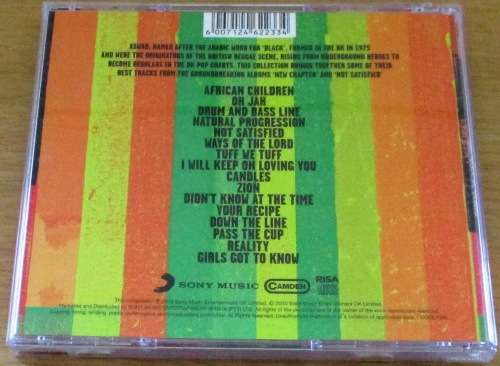 6007124622334
ASWAD, NAMED AFTER THE ARABIC WORD FOR 'BLACK', FORMED IN THE UK IN 1975
AND WERE THE ORIGINATORS OF THE BRITISH REGGAE SCENE, RISING FROM UNDERGROUND HEROES TO
BECOME REGULARS IN THE UK POP CHARTS. THIS COLLECTION BRINGS TOGETHER SOME OF THEIR
BEST TRACKS FROM THE GROUNDBREAKING ALBUMS 'NEW CHAPTER' AND 'NOT SATISFIED'
AFRICAN CHILDREN
OH JAH
DRUM AND BASS LINE
NATURAL PROGRESSION
NOT SATISFIED
WAYS OF THE LORD
TUFF WE TUFF
I WILL KEEP ON LOVING YOU
CANDLES
ZION
DIDN'T KNOW AT THE TIME
YOUR RECIPE
DOWN THE LINE
PASS THE CUP
REALITY
GIRLS GOT TO KNOW
SONY MUSIC CAMDEN RISA